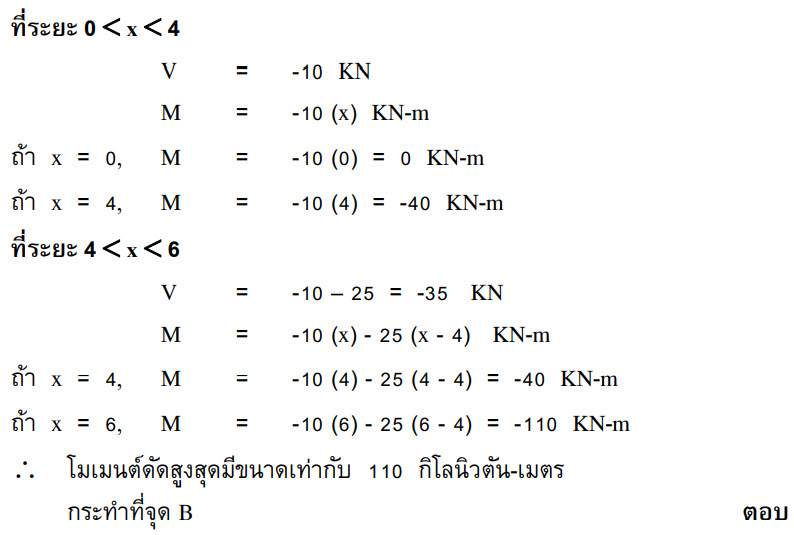 ที่ระยะ 0 < x < 4
V = -10 KN
M = -10 (x) KN-m
ถ้า x = 0, M = -10 (0) = 0 KN-m
ถ้า x = 4, M = -10 (4) = -40 KN-m
ที่ระยะ 4 < x < 6
V = -10 – 25 = -35 KN
M = -10 (x) - 25 (x - 4) KN-m
ถ้า x = 4, M = -10 (4) - 25 (4 - 4) = -40 KN-m
ถ้า x = 6, M = -10 (6) - 25 (6 - 4) = -110 KN-m
∴ โมเมนต์ดัดสูงสุดมีขนาดเท่ากับ 110 กิโลนิวตัน-เมตร
กระทำที่จุด B ตอบ